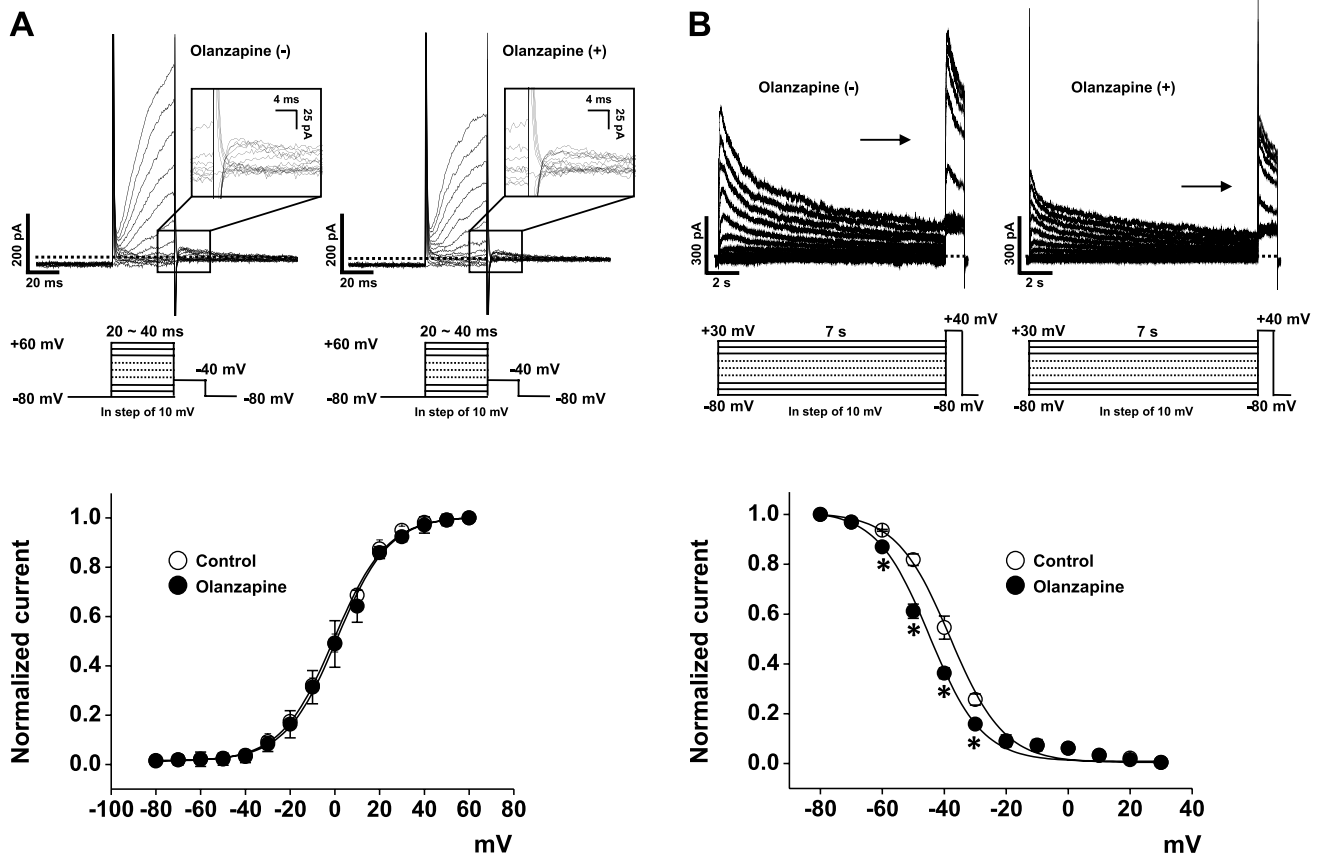 A
Olanzapine (-)
4 ms
25 pA
200 pA
20 ms
20 ~ 40 ms
+60 mV
-40 mV
-80 mV
-80 mV
In step of 10 mV
Olanzapine (+)
4 ms
25 pA
200 pA
20 ms
20 ~ 40 ms
+60 mV
-40 mV
-80 mV
-80 mV
In step of 10 mV
B
Olanzapine (-)
300 pA
2 s
+40 mV
+30 mV
7 s
-80 mV
In step of 10 mV
-80 mV
Olanzapine (+)
300 pA
2 s
+40 mV
+30 mV
7 s
-80 mV
In step of 10 mV
-80 mV
Normalized current
1.0
0.8
0.6
0.4
0.2
0.0
Control
Olanzapine
-100 -80 -60 -40 -20 0 20 40 60 80
mV
Normalized current
1.0
0.8
0.6
0.4
0.2
0.0
Control
Olanzapine
*
*
*
*
-80 -60 -40 -20 0 20 40
mV